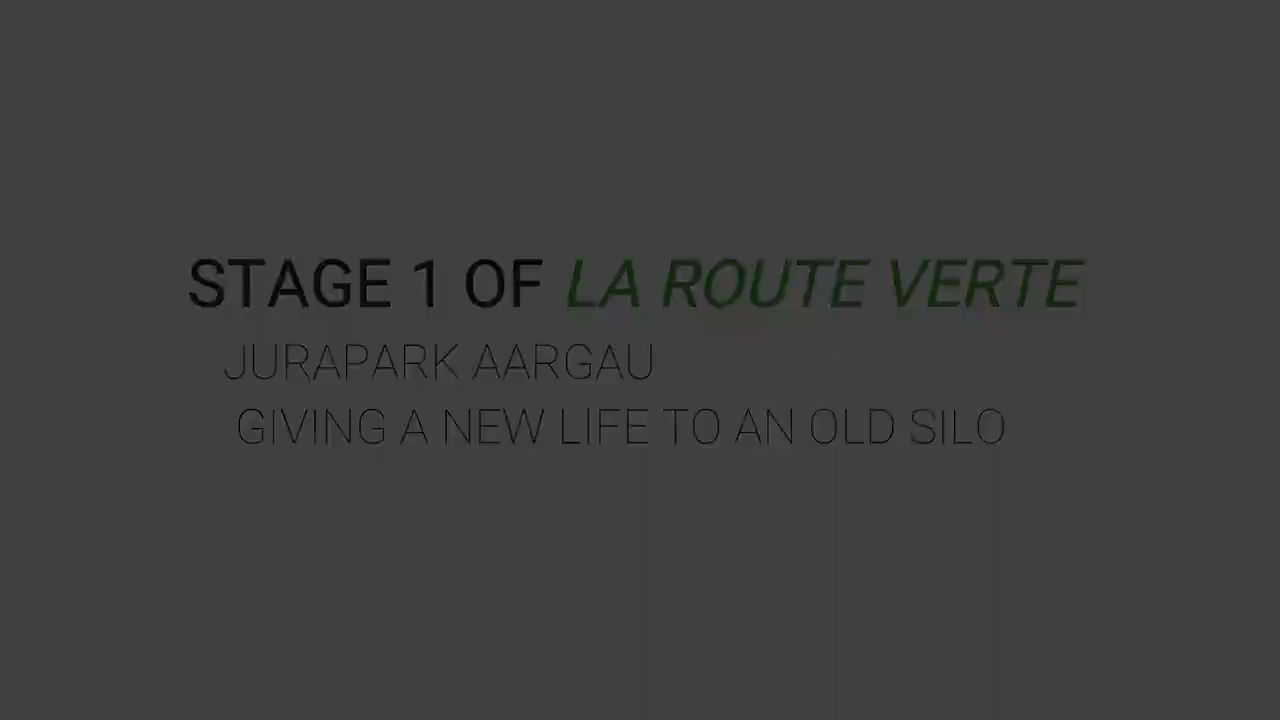 STAGE 1 OF LA ROUTE VERTE
JURAPARK AARGAU
GIVING A NEW LIFE TO AN OLD SILO